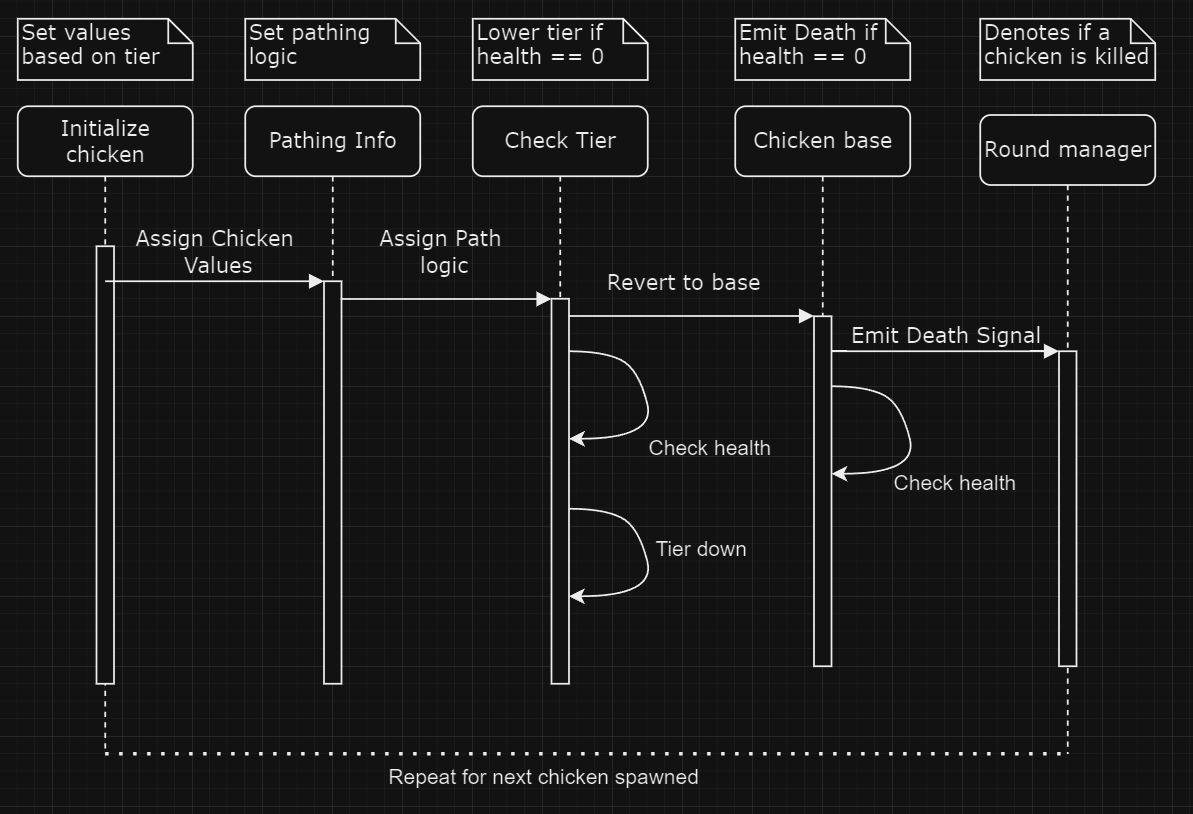 Set values
based on tier
Set pathing
logic
Lower tier if
health == 0
Emit Death if
health == 0
Denotes if a
chicken is killed
Initialize
chicken
Pathing Info
Check Tier
Chicken base
Round manager
Assign Chicken
Values
Assign Path
logic
Revert to base
Emit Death Signal
Check health
Check health
Tier down
Repeat for next chicken spawned